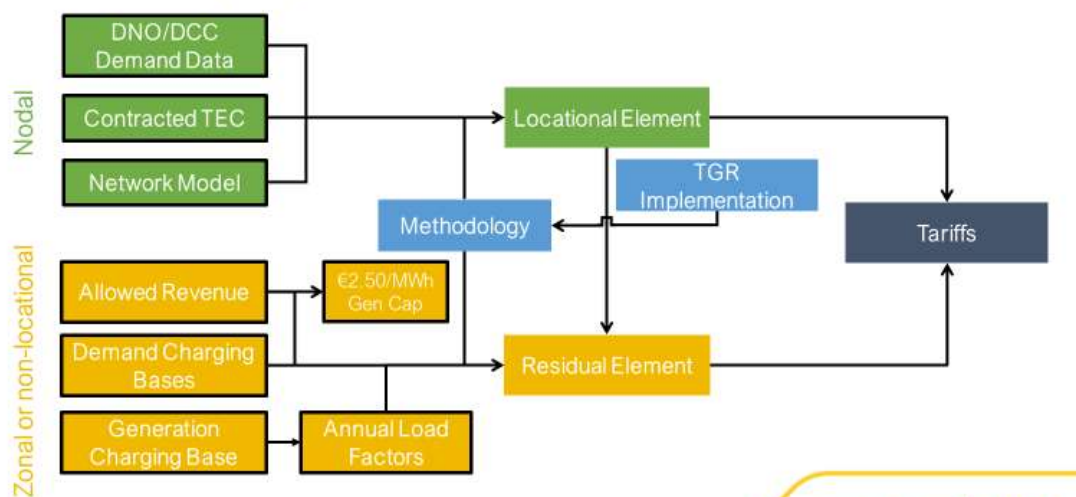 Nodal
DNO/DCC
Demand Data
Contracted TEC
Network Model
Locational Element
TGR
Implementation
Methodology
Tariffs
Zonal or non-locational
Allowed Revenue
€2.50/MWh
Gen Cap
Demand Charging
Bases
Residual Element
Generation
Charging Base
Annual Load
Factors